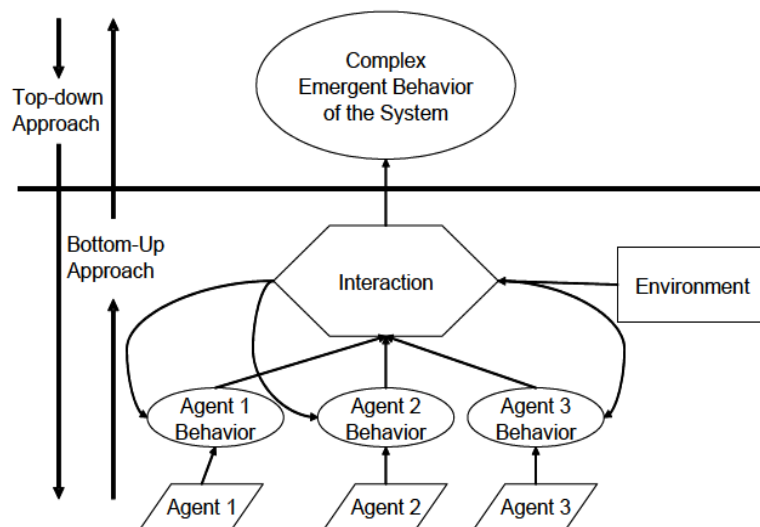 Complex
Emergent Behavior
of the System
Top-down
Approach
Bottom-Up
Approach
Interaction
Environment
Agent 1
Behavior
Agent 2
Behavior
Agent 3
Behavior
Agent 1
Agent 2
Agent 3